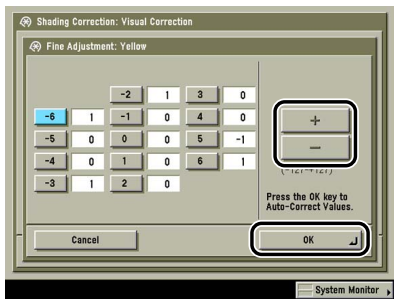 Shading Correction: Visual Correction
Fine Adjustment: Yellow
-2 1 3 0
-6 1 -1 0 4 0
-5 0 0 0 5 -1
-4 0 1 0 6 1
-3 1 2 0
+
−
(-127~+127)
Press the OK key to
Auto-Correct Values.
Cancel
OK
System Monitor